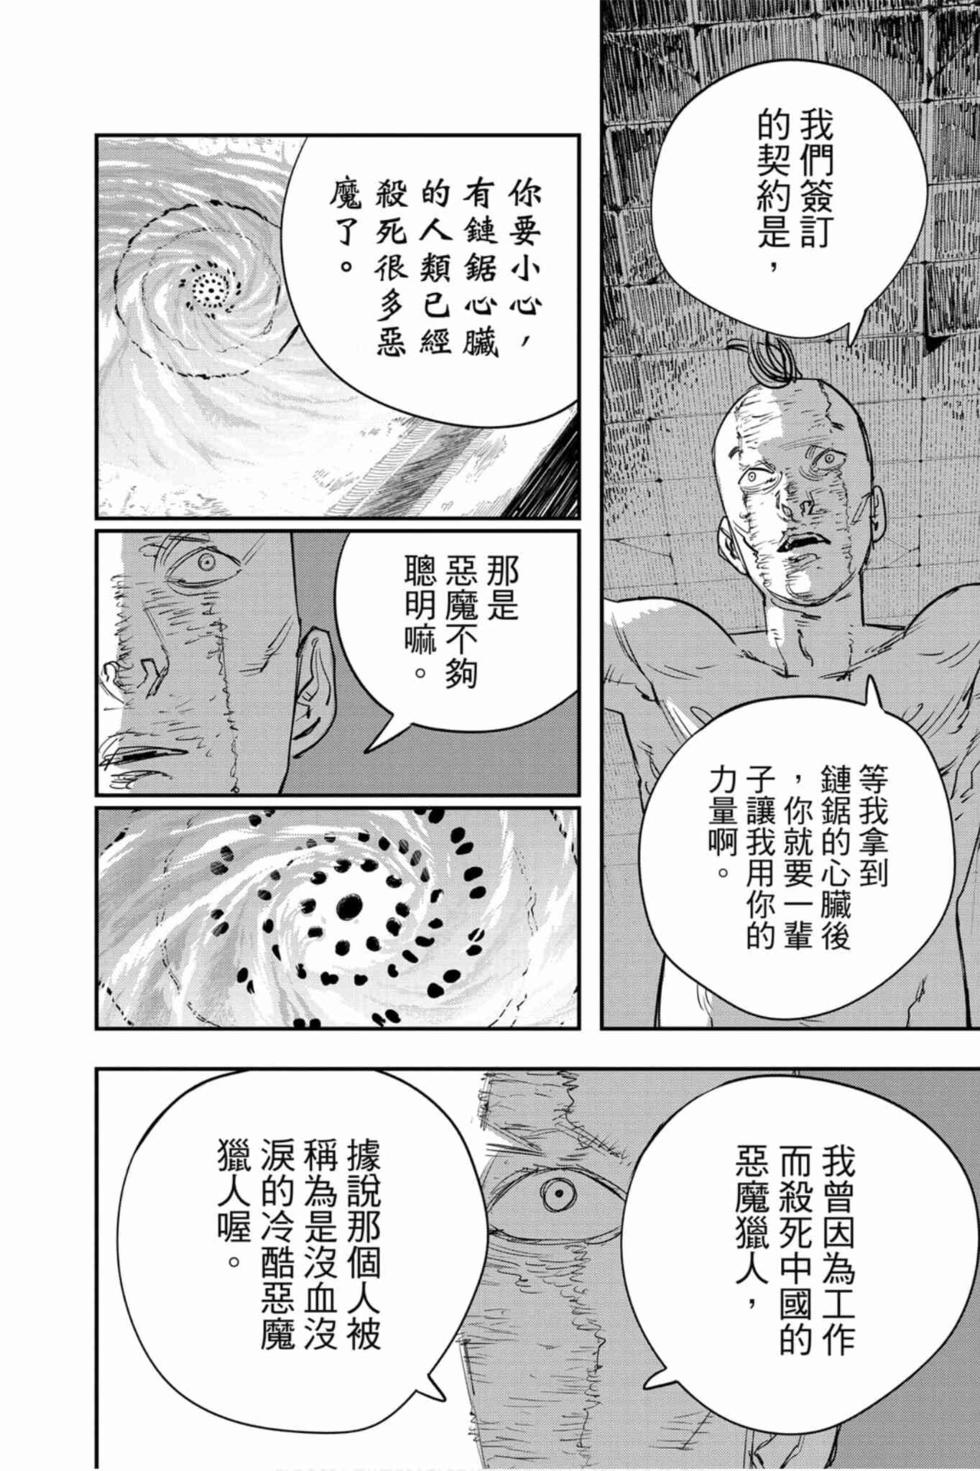 我們簽訂
的契約是，
等我拿到
鏈鋸的心臟後
，你就要一輩
子讓我用你的
力量啊。
你要小心，
有鏈鋸心臟
的人類已經
殺死很多惡
魔了。
那是
惡魔不夠
聰明嘛。
我曾因為工作
而殺死中國的
惡魔獵人，
據說那個人被
稱為是沒血沒
淚的冷酷惡魔
獵人喔。